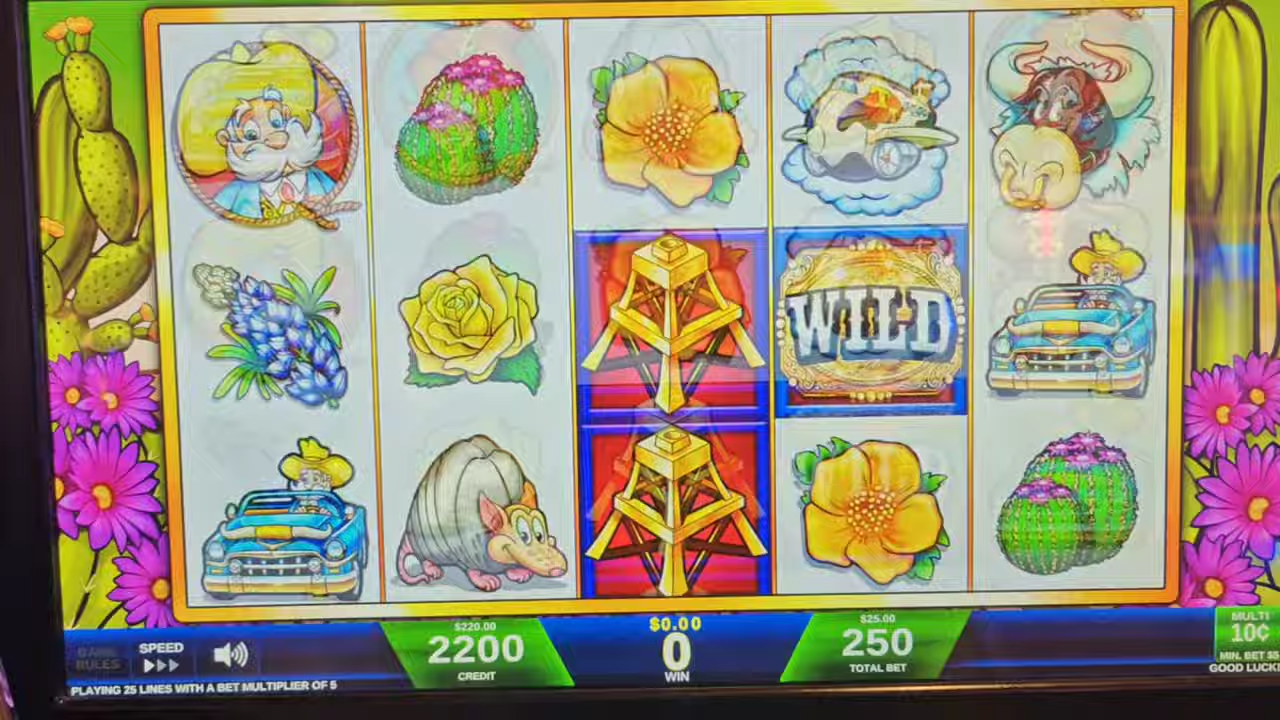 WILD
$220.00
2200
CREDIT
$0.00
0
WIN
$25.00
250
TOTAL BET
MULTI
10¢
MIN. BET $5
GOOD LUCK
GAME
RULES
SPEED
PLAYING 25 LINES WITH A BET MULTIPLIER OF 5